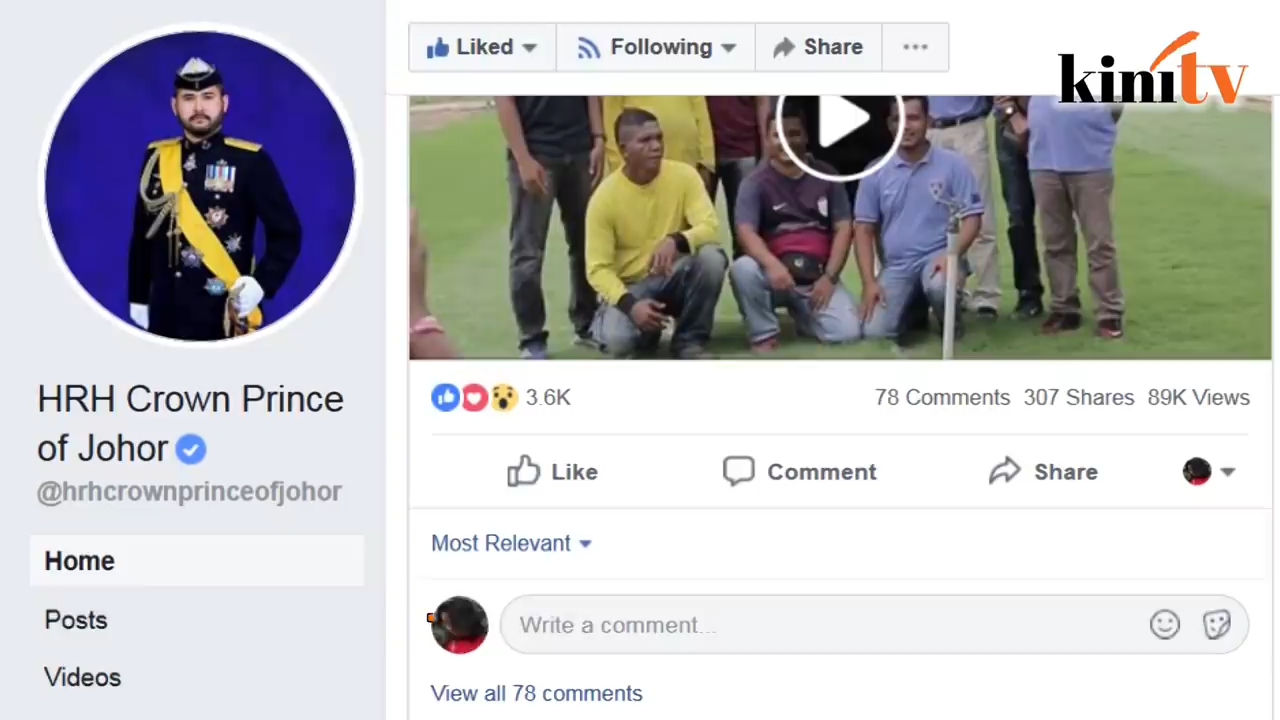 Liked
Following
Share
kinitv
HRH Crown Prince
of Johor
@hrhcrownprinceofjohor
Home
Posts
Videos
3.6K
78 Comments 307 Shares 89K Views
Like
Comment
Share
Most Relevant
Write a comment...
View all 78 comments